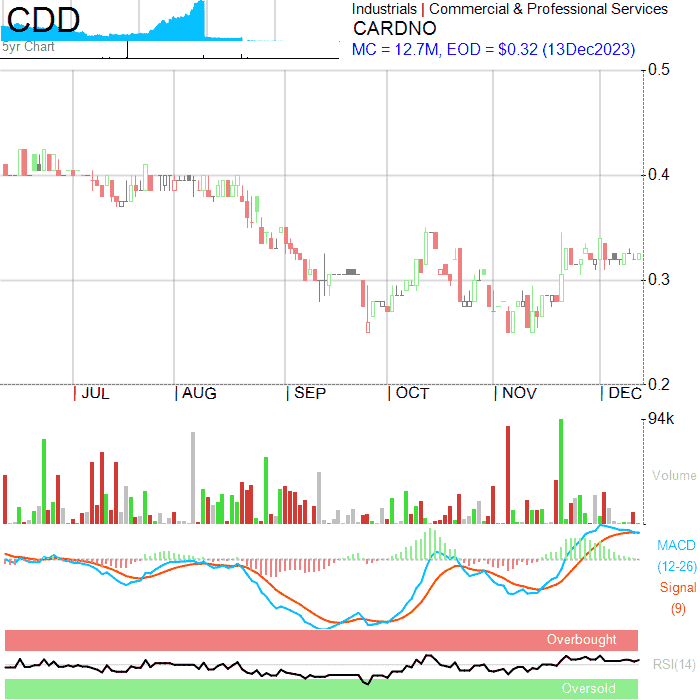 CDD
5yr Chart
Industrials | Commercial & Professional Services
CARDNO
MC = 12.7M, EOD = $0.32 (13Dec2023)
0.5
0.4
0.3
0.2
| JUL | AUG | SEP | OCT | NOV | DEC
94k
Volume
MACD
(12-26)
Signal
(9)
Overbought
RSI(14)
Oversold